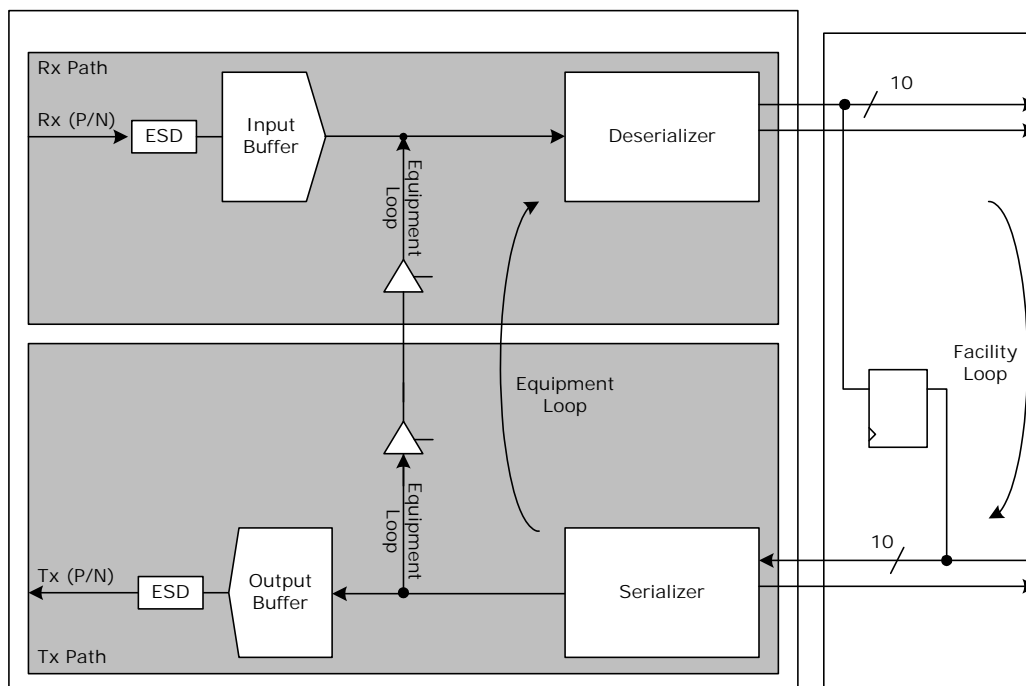 Rx Path
Rx (P/N)
ESD
Input
Buffer
Equipment
Loop
Deserializer
10
Equipment
Loop
Facility
Loop
Equipment
Loop
Tx (P/N)
ESD
Output
Buffer
Serializer
10
Tx Path